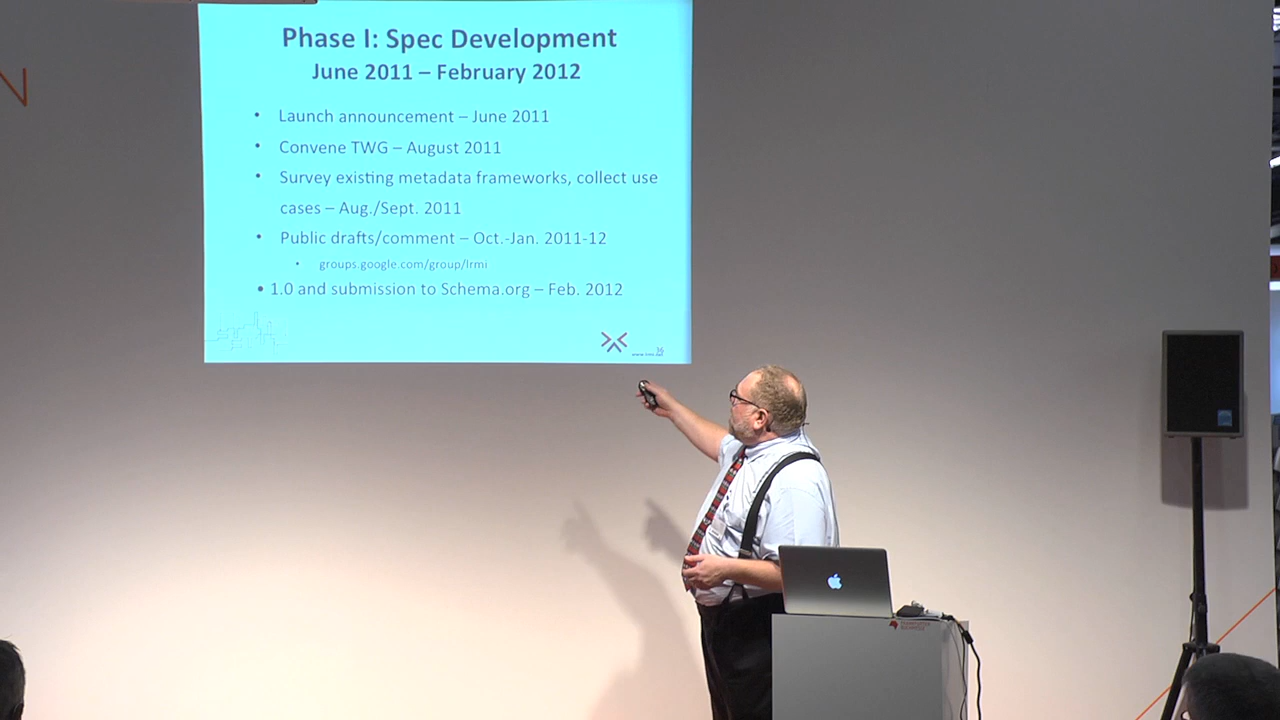 N
Phase I: Spec Development
June 2011 – February 2012
• Launch announcement – June 2011
• Convene TWG – August 2011
• Survey existing metadata frameworks, collect use
cases – Aug./Sept. 2011
• Public drafts/comment – Oct.-Jan. 2011-12
• groups.google.com/group/lrmi
• 1.0 and submission to Schema.org – Feb. 2012